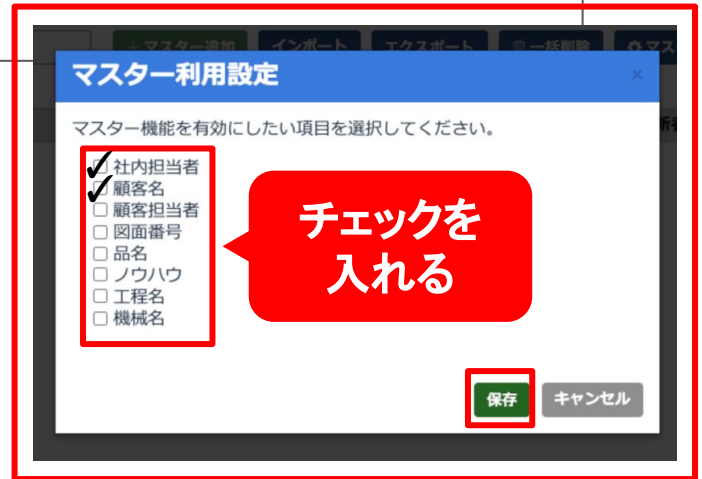 +マスター追加 インポート エクスポート 一括削除 マス
マスター利用設定 ×
マスター機能を有効にしたい項目を選択してください。
社内担当者
顧客名
顧客担当者
図面番号
品名
ノウハウ
工程名
機械名
チェックを
入れる
保存 キャンセル